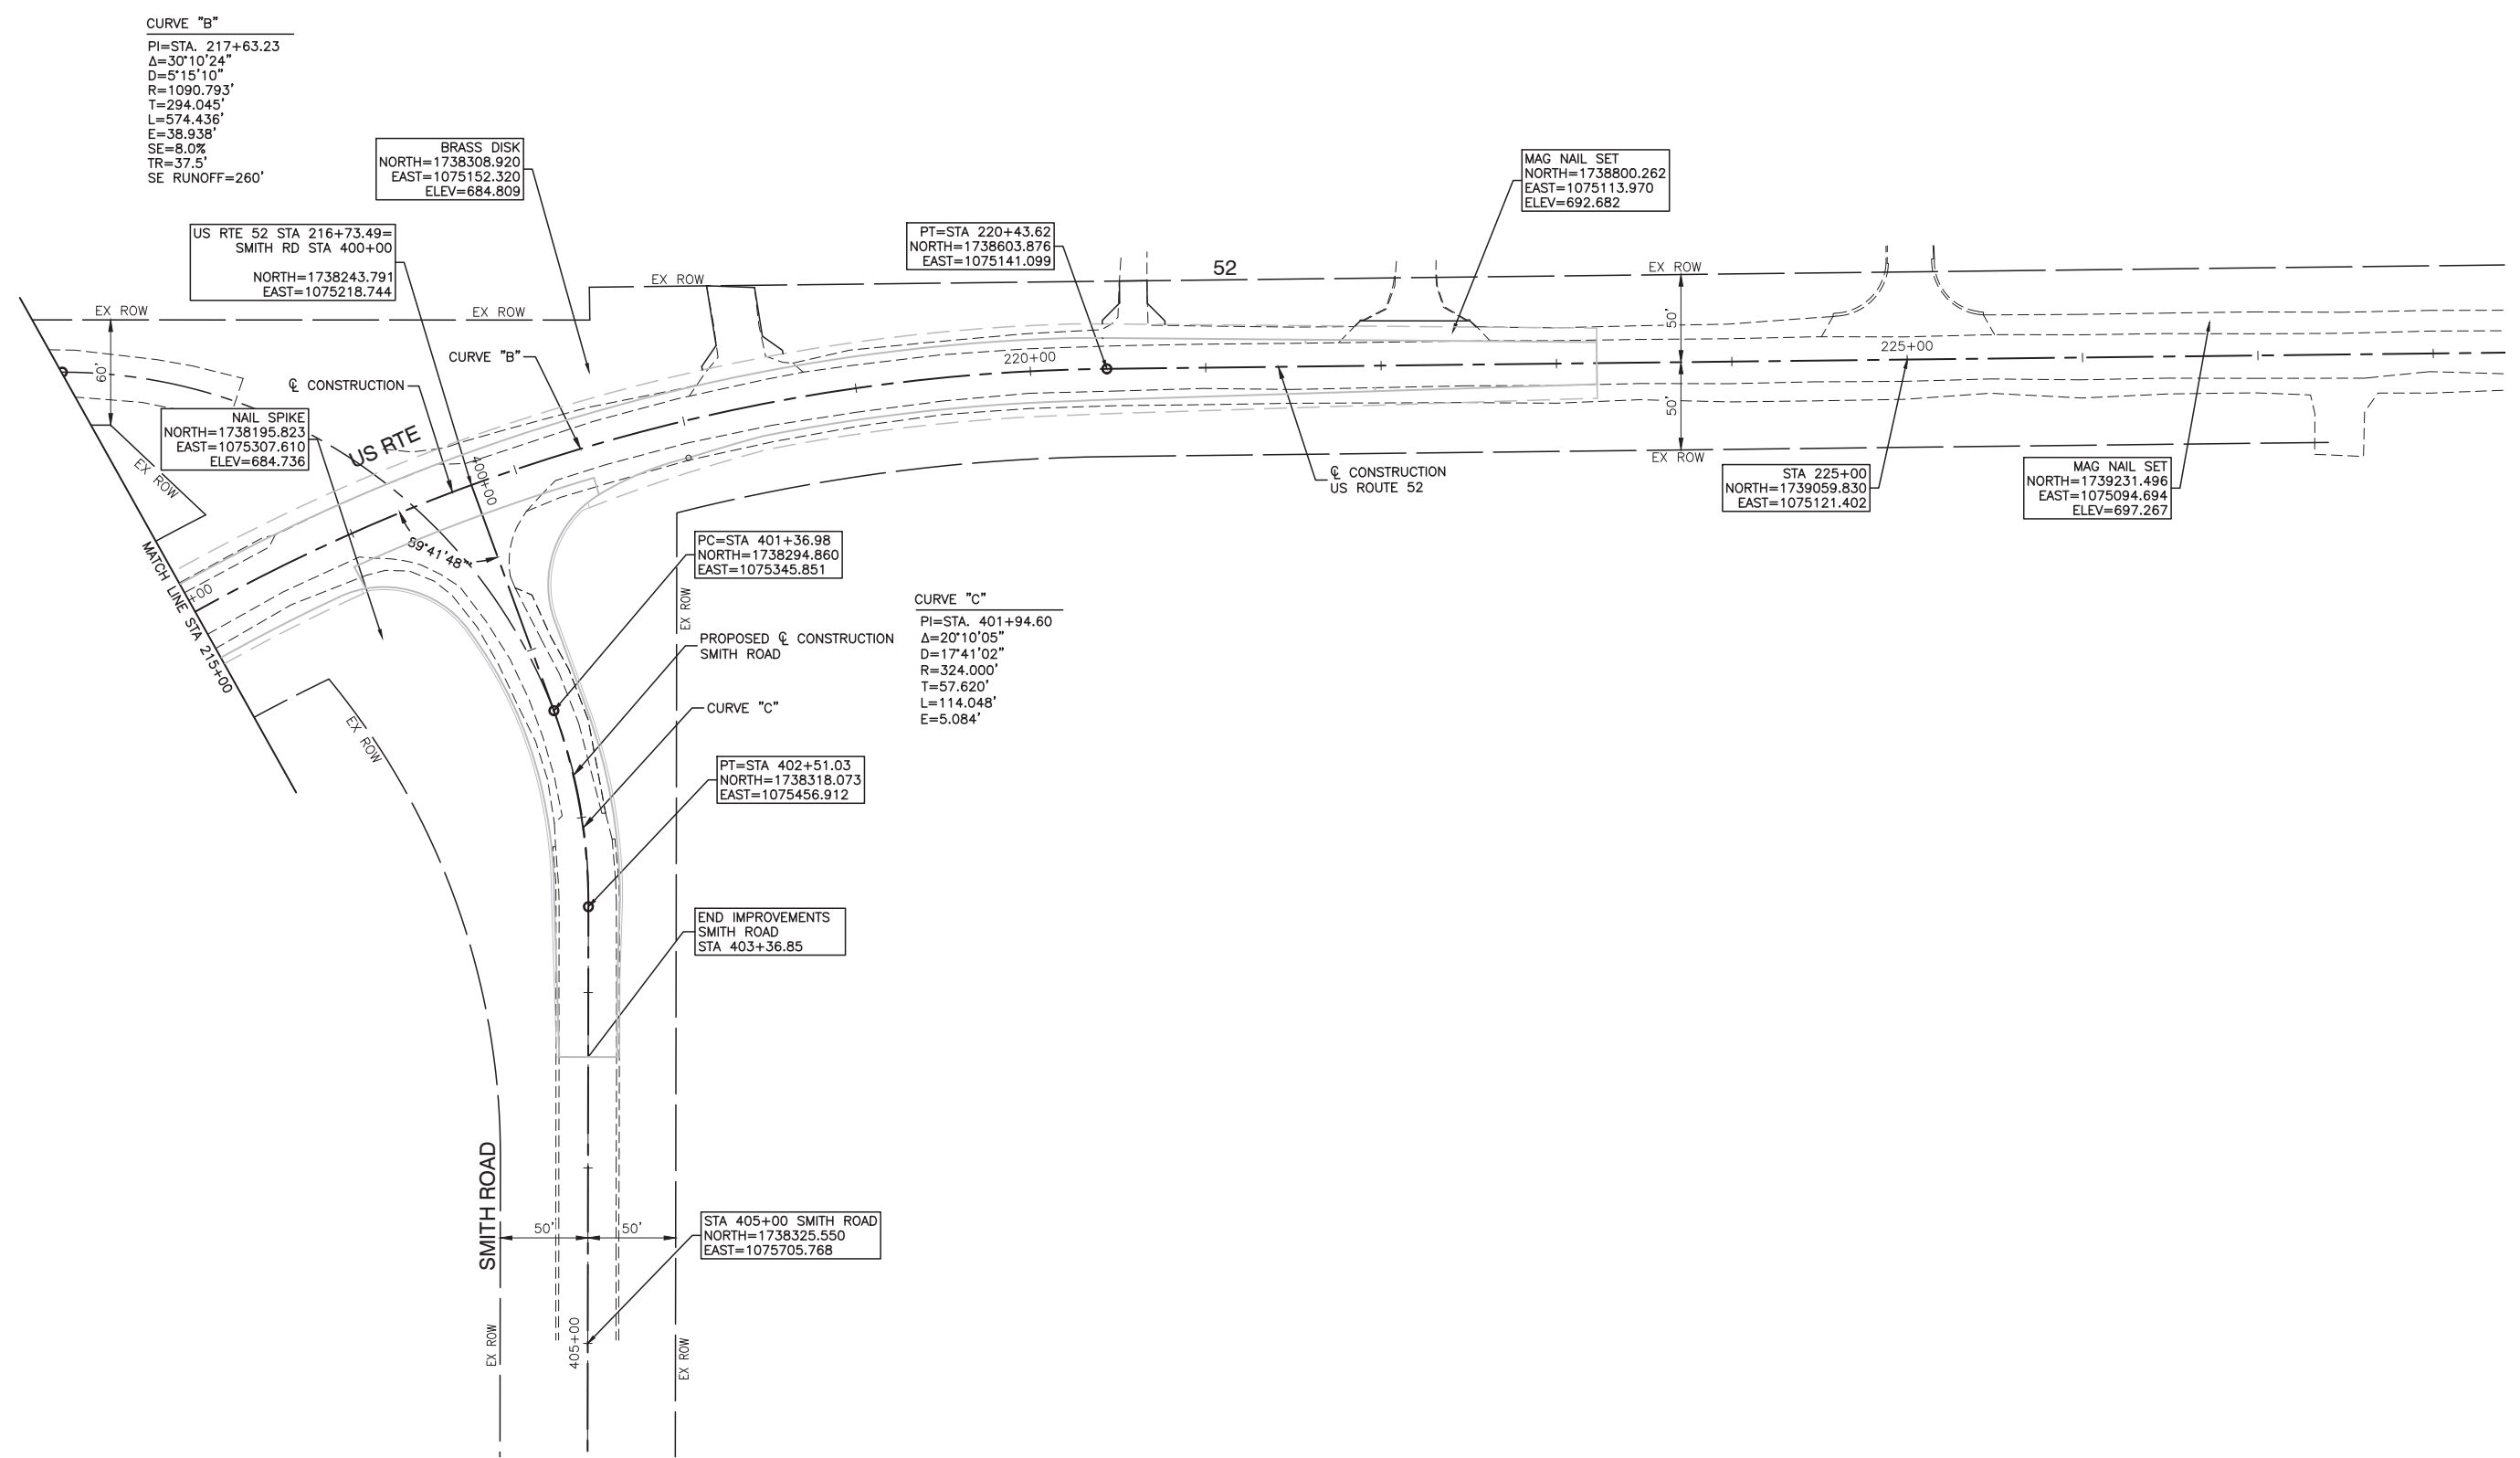 CURVE "B"
PI=STA. 217+63.23
Δ=30°10'24"
D=5°15'10"
R=1090.793'
T=294.045'
L=574.436'
E=38.938'
SE=8.0%
TR=37.5'
SE RUNOFF=260'
BRASS DISK
NORTH=1738308.920
EAST=1075152.320
ELEV=684.809
MAG NAIL SET
NORTH=1738800.262
EAST=1075113.970
ELEV=692.682
US RTE 52 STA 216+73.49=
SMITH RD STA 400+00
NORTH=1738243.791
EAST=1075218.744
PT=STA 220+43.62
NORTH=1738603.876
EAST=1075141.099
52
EX ROW
EX ROW
EX ROW
EX ROW
50'
50'
60'
220+00
225+00
CURVE "B"
℄ CONSTRUCTION
NAIL SPIKE
NORTH=1738195.823
EAST=1075307.610
ELEV=684.736
US RTE
400+00
EX ROW
EX ROW
℄ CONSTRUCTION
US ROUTE 52
STA 225+00
NORTH=1739059.830
EAST=1075121.402
MAG NAIL SET
NORTH=1739231.496
EAST=1075094.694
ELEV=697.267
PC=STA 401+36.98
NORTH=1738294.860
EAST=1075345.851
+00
MATCH LINE STA 215+00
EX ROW
PROPOSED ℄ CONSTRUCTION
SMITH ROAD
CURVE "C"
PI=STA. 401+94.60
Δ=20°10'05"
D=17°41'02"
R=324.000'
T=57.620'
L=114.048'
E=5.084'
CURVE "C"
EX ROW
PT=STA 402+51.03
NORTH=1738318.073
EAST=1075456.912
END IMPROVEMENTS
SMITH ROAD
STA 403+36.85
SMITH ROAD
50'
50'
STA 405+00 SMITH ROAD
NORTH=1738325.550
EAST=1075705.768
EX ROW
405+00
EX ROW